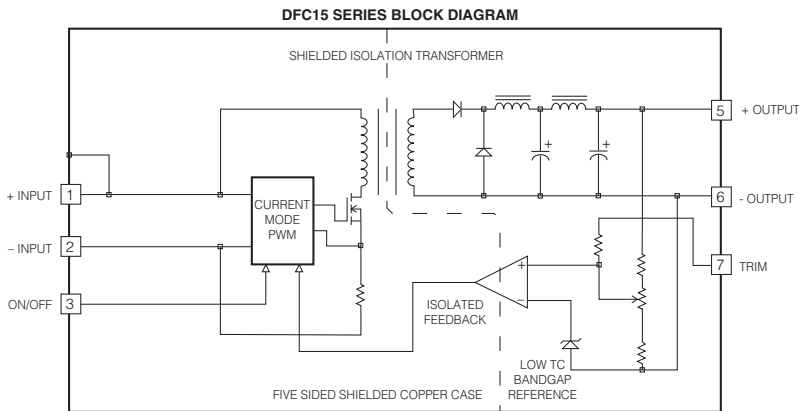 DFC15 SERIES BLOCK DIAGRAM
SHIELDED ISOLATION TRANSFORMER
5 + OUTPUT
+ INPUT 1
CURRENT
MODE
PWM
6 - OUTPUT
– INPUT 2
7 TRIM
ON/OFF 3
ISOLATED
FEEDBACK
LOW TC
BANDGAP
REFERENCE
FIVE SIDED SHIELDED COPPER CASE
+
+
+
–